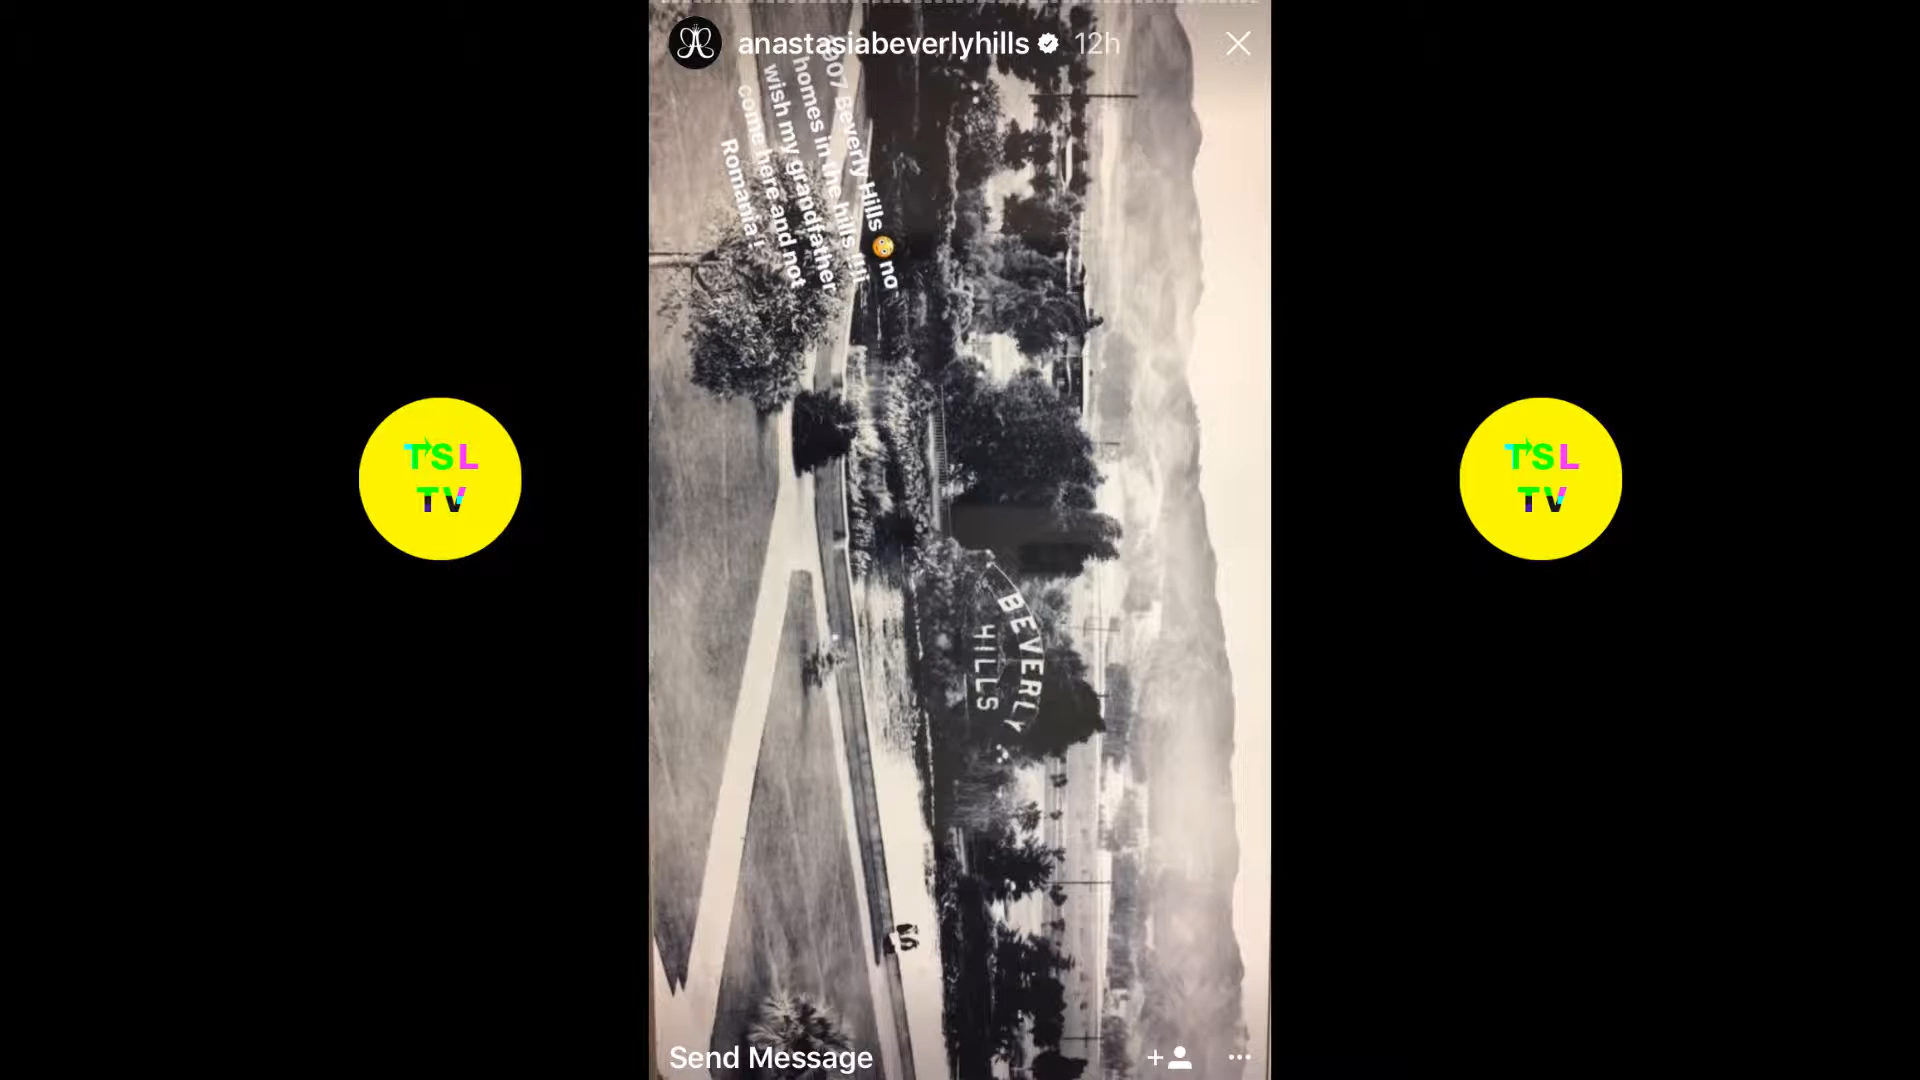 anastasiabeverlyhills 12h
1907 Beverly Hills 😳 no
homes in the hills !!!!
wish my grandfather
come here and not
Romania !
BEVERLY
HILLS
TSL
TV
TSL
TV
Send Message